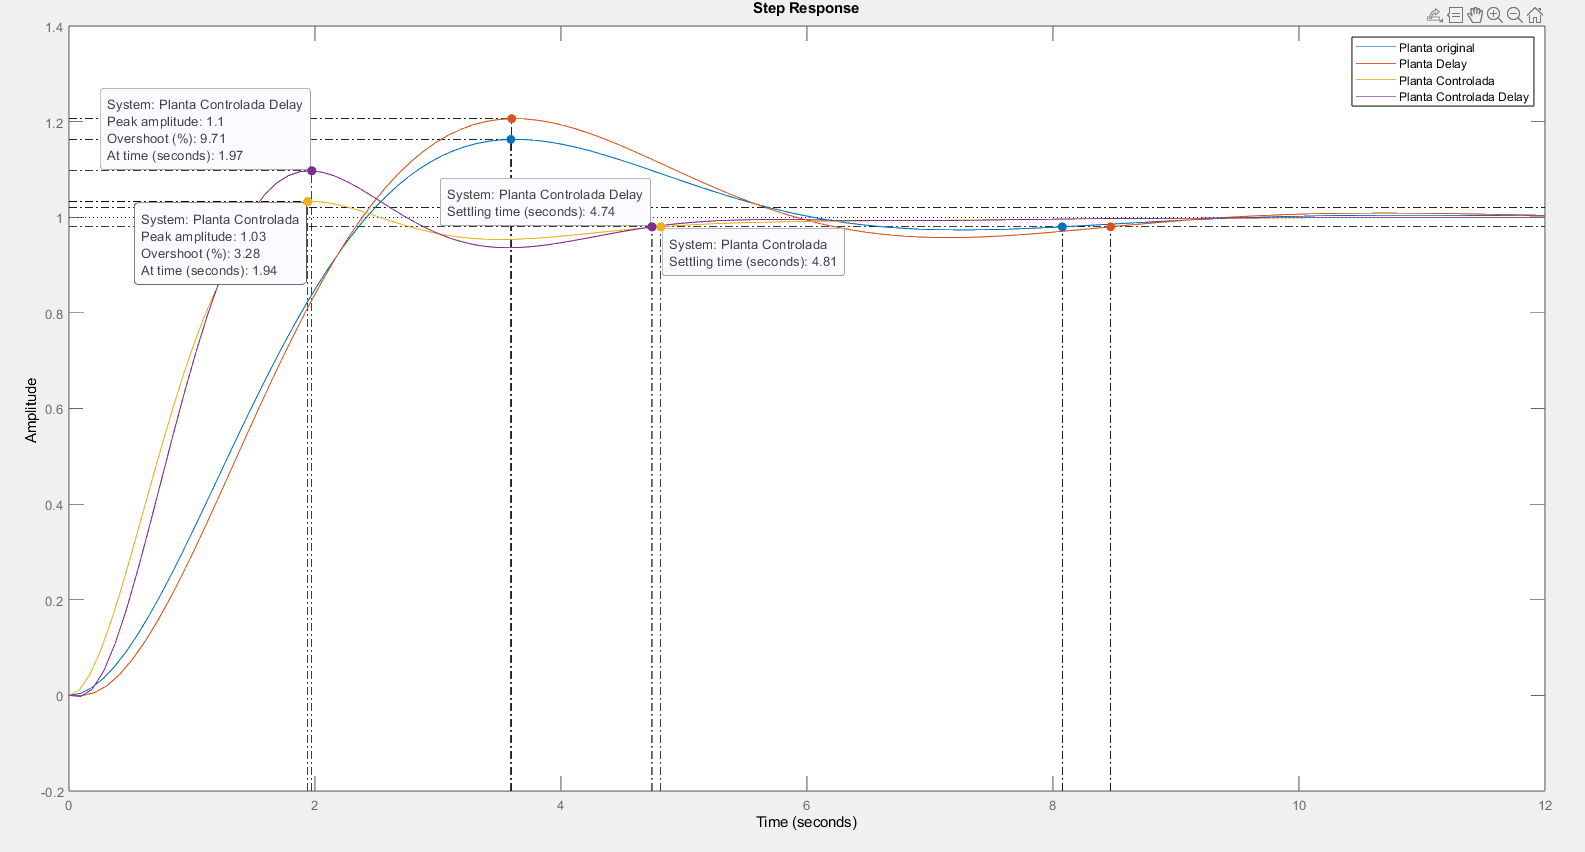 Step Response
1.4
1.2
1
0.8
0.6
0.4
0.2
0
-0.2
Amplitude
Planta original
Planta Delay
Planta Controlada
Planta Controlada Delay
System: Planta Controlada Delay
Peak amplitude: 1.1
Overshoot (%): 9.71
At time (seconds): 1.97
System: Planta Controlada Delay
Settling time (seconds): 4.74
System: Planta Controlada
Peak amplitude: 1.03
Overshoot (%): 3.28
At time (seconds): 1.94
System: Planta Controlada
Settling time (seconds): 4.81
0 2 4 6 8 10 12
Time (seconds)